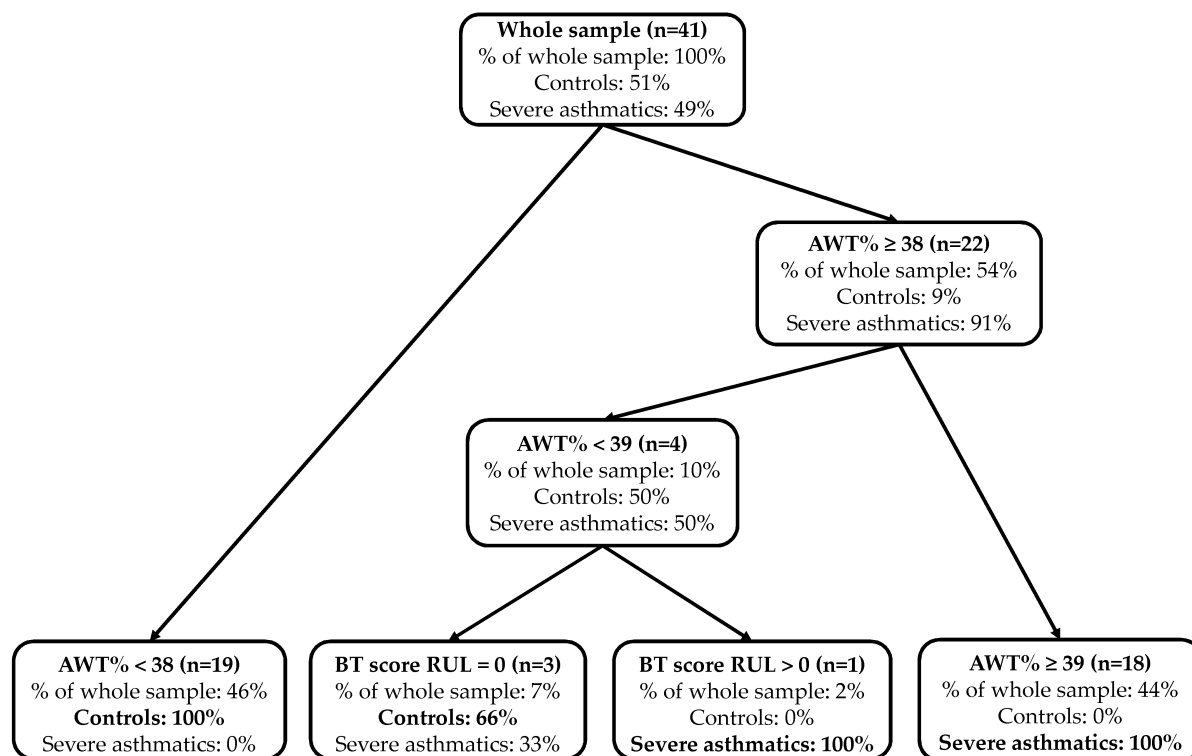 Whole sample (n=41)
% of whole sample: 100%
Controls: 51%
Severe asthmatics: 49%
AWT% ≥ 38 (n=22)
% of whole sample: 54%
Controls: 9%
Severe asthmatics: 91%
AWT% < 39 (n=4)
% of whole sample: 10%
Controls: 50%
Severe asthmatics: 50%
AWT% < 38 (n=19)
% of whole sample: 46%
Controls: 100%
Severe asthmatics: 0%
BT score RUL = 0 (n=3)
% of whole sample: 7%
Controls: 66%
Severe asthmatics: 33%
BT score RUL > 0 (n=1)
% of whole sample: 2%
Controls: 0%
Severe asthmatics: 100%
AWT% ≥ 39 (n=18)
% of whole sample: 44%
Controls: 0%
Severe asthmatics: 100%